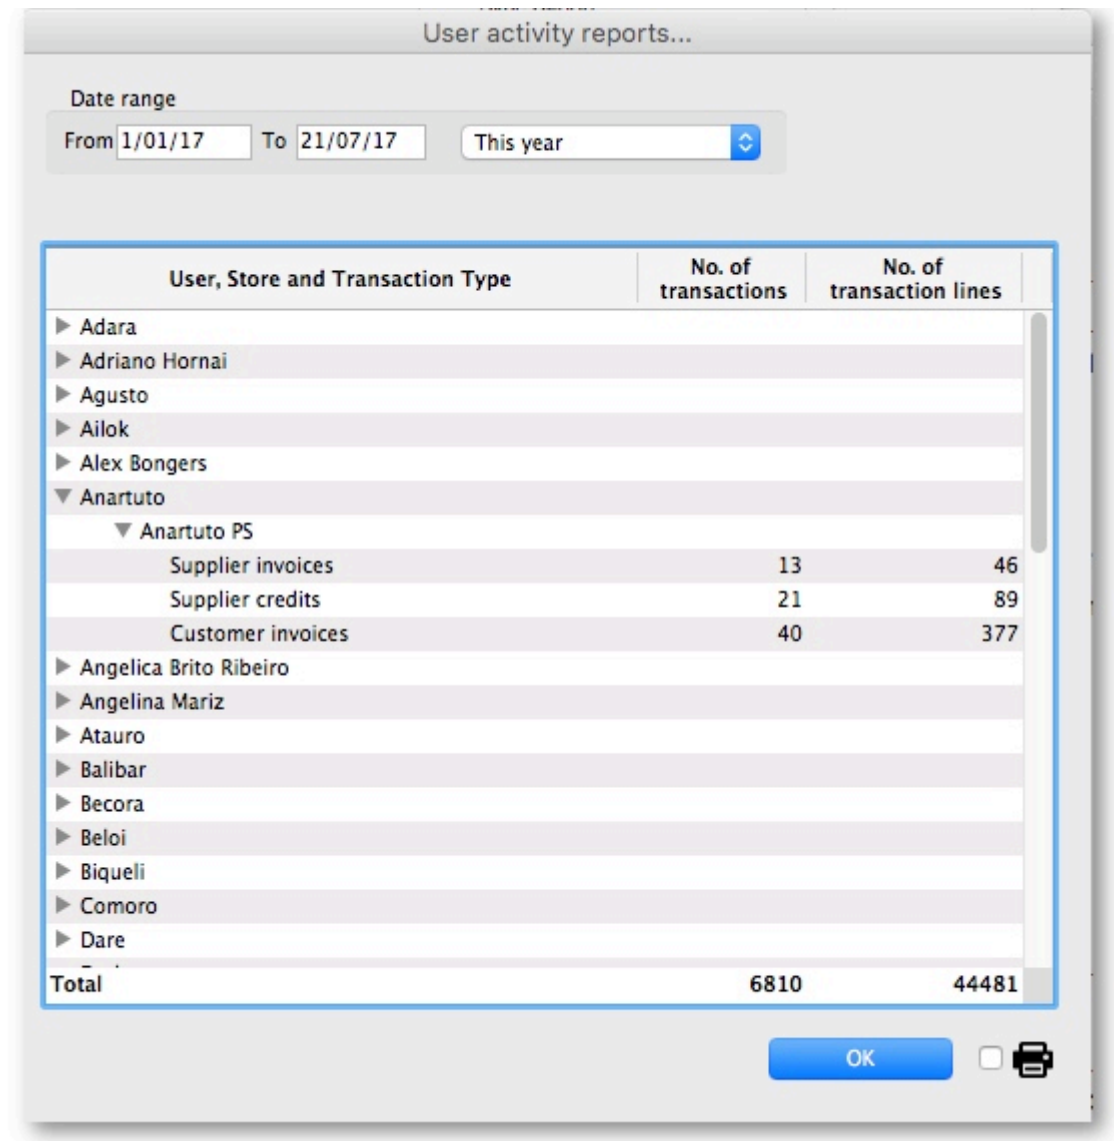 User activity reports...
Date range
From 1/01/17 To 21/07/17 This year
User, Store and Transaction Type No. of transactions No. of transaction lines
Adara
Adriano Hornai
Agusto
Ailok
Alex Bongers
Anartuto
Anartuto PS
Supplier invoices 13 46
Supplier credits 21 89
Customer invoices 40 377
Angelica Brito Ribeiro
Angelina Mariz
Atauro
Balibar
Becora
Beloi
Biqueli
Comoro
Dare
Total 6810 44481
OK